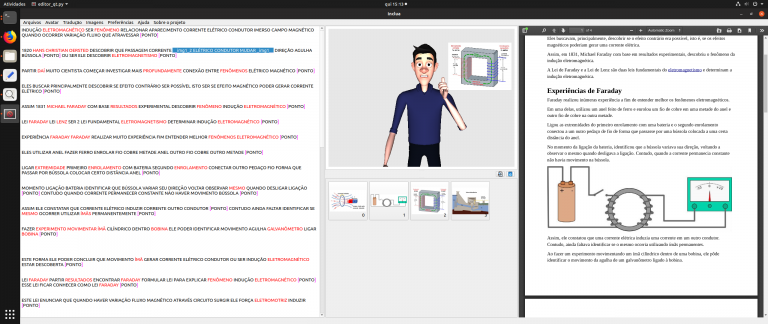 Atividades
editor_qt.py
qui 15:13
Inclua
Arquivos Avatar Tradução Imagens Preferências Ajuda Sobre o projeto
INDUÇÃO ELETROMAGNÉTICO SER FENÔMENO RELACIONAR APARECIMENTO CORRENTE ELÉTRICO CONDUTOR IMERSO CAMPO MAGNÉTICO
QUANDO OCORRER VARIAÇÃO FLUXO QUE ATRAVESSAR [PONTO]
1820 HANS CHRISTIAN OERSTED DESCOBRIR QUE PASSAGEM CORRENTE __img1_2 ELÉTRICO CONDUTOR MUDAR _img1_ DIREÇÃO AGULHA
BÚSSOLA [PONTO] OU SER ELE DESCOBRIR ELETROMAGNETISMO [PONTO]
PARTIR DAÍ MUITO CIENTISTA COMEÇAR INVESTIGAR MAIS PROFUNDAMENTE CONEXÃO ENTRE FENÔMENOS ELÉTRICO MAGNÉTICO [PONTO]
ELES BUSCAR PRINCIPALMENTE DESCOBRIR SE EFEITO CONTRÁRIO SER POSSÍVEL ISTO SER SE EFEITO MAGNÉTICO PODER GERAR CORRENTE
ELÉTRICO [PONTO]
ASSIM 1831 MICHAEL FARADAY COM BASE RESULTADOS EXPERIMENTAL DESCOBRIR FENÔMENO INDUÇÃO ELETROMAGNÉTICO [PONTO]
LEI FARADAY LEI LENZ SER 2 LEI FUNDAMENTAL ELETROMAGNETISMO DETERMINAR INDUÇÃO ELETROMAGNÉTICO [PONTO]
EXPERIÊNCIA FARADAY FARADAY REALIZAR MUITO EXPERIÊNCIA FIM ENTENDER MELHOR FENÔMENOS ELETROMAGNÉTICO [PONTO]
ELES UTILIZAR ANEL FAZER FERRO ENROLAR FIO COBRE METADE ANEL OUTRO FIO COBRE OUTRO METADE [PONTO]
LIGAR EXTREMIDADE PRIMEIRO ENROLAMENTO COM BATERIA SEGUNDO ENROLAMENTO CONECTAR OUTRO PEDAÇO FIO FORMA QUE
PASSAR POR BÚSSOLA COLOCAR CERTO DISTÂNCIA ANEL [PONTO]
MOMENTO LIGAÇÃO BATERIA IDENTIFICAR QUE BÚSSOLA VARIAR SEU DIREÇÃO VOLTAR OBSERVAR MESMO QUANDO DESLIGAR LIGAÇÃO
[PONTO] CONTUDO QUANDO CORRENTE PERMANECER CONSTANTE NAO HAVER MOVIMENTO BÚSSOLA [PONTO]
ASSIM ELE CONSTATAR QUE CORRENTE ELÉTRICO INDUZIR CORRENTE OUTRO CONDUTOR [PONTO] CONTUDO AINDA FALTAR IDENTIFICAR SE
MESMO OCORRER UTILIZAR ÍMÃS PERMANENTEMENTE [PONTO]
FAZER EXPERIMENTO MOVIMENTAR ÍMÃ CILÍNDRICO DENTRO BOBINA ELE PODER IDENTIFICAR MOVIMENTO AGULHA GALVANÔMETRO LIGAR
BOBINA [PONTO]
ESTE FORMA ELE PODER CONCLUIR QUE MOVIMENTO ÍMÃ GERAR CORRENTE ELÉTRICO CONDUTOR OU SER INDUÇÃO ELETROMAGNÉTICO
ESTAR DESCOBERTA [PONTO]
LEI FARADAY PARTIR RESULTADOS ENCONTRAR FARADAY FORMULAR LEI PARA EXPLICAR FENÔMENO INDUÇÃO ELETROMAGNÉTICO [PONTO]
ESSE LEI FICAR CONHECER COMO LEI FARADAY [PONTO]
ESTE LEI ENUNCIAR QUE QUANDO HAVER VARIAÇÃO FLUXO MAGNÉTICO ATRAVÉS CIRCUITO SURGIR ELE FORÇA ELETROMOTRIZ INDUZIR
[PONTO]
0 1 2 3
Automatic Zoom
Eles buscavam, principalmente, descobrir se o efeito contrário era possível, isto é, se os efeitos
magnéticos poderiam gerar uma corrente elétrica.
Assim, em 1831, Michael Faraday com base em resultados experimentais, descobriu o fenômeno da
indução eletromagnética.
A Lei de Faraday e a Lei de Lenz são duas leis fundamentais do eletromagnetismo e determinam a
indução eletromagnética.
Experiências de Faraday
Faraday realizou inúmeras experiências a fim de entender melhor os fenômenos eletromagnéticos.
Em uma delas, utilizou um anel feito de ferro e enrolou um fio de cobre em uma metade do anel e
outro fio de cobre na outra metade.
Ligou as extremidades do primeiro enrolamento com uma bateria e o segundo enrolamento
conectou a um outro pedaço de fio de forma que passasse por uma bússola colocada a uma certa
distância do anel.
No momento da ligação da bateria, identificou que a bússola variava sua direção, voltando a
observar o mesmo quando desligava a ligação. Contudo, quando a corrente permanecia constante
não havia movimento na bússola.
Assim, ele constatou que uma corrente elétrica induzia uma corrente em um outro condutor.
Contudo, ainda faltava identificar se o mesmo ocorria utilizando ímãs permanentes.
Ao fazer um experimento movimentando um ímã cilíndrico dentro de uma bobina, ele pôde
identificar o movimento da agulha de um galvanômetro ligado à bobina.